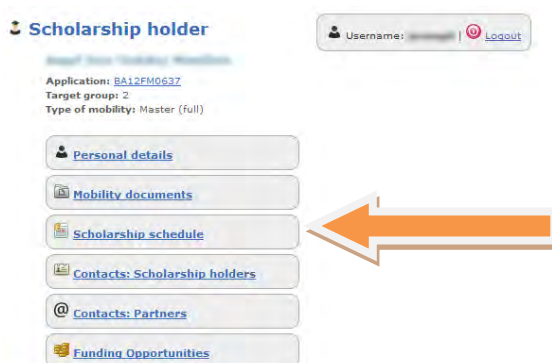 Scholarship holder
Username: | Logout
Application: BA12FM0637
Target group: 2
Type of mobility: Master (full)
Personal details
Mobility documents
Scholarship schedule
Contacts: Scholarship holders
@ Contacts: Partners
Funding Opportunities